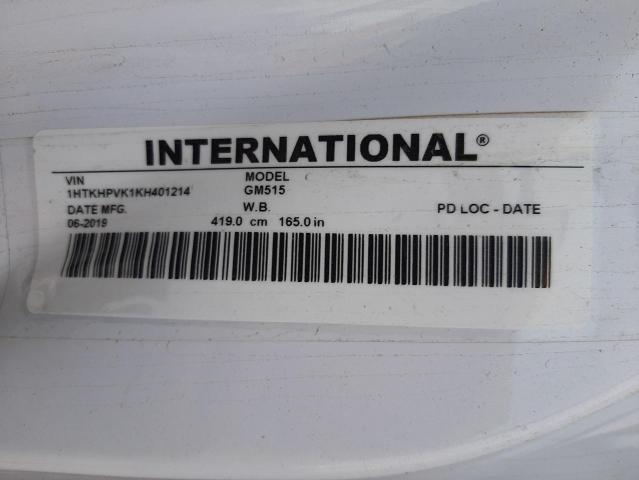 INTERNATIONAL®
VIN MODEL
1HTKHPVK1KH401214 GM515
DATE MFG. W.B. PD LOC - DATE
06-2019 419.0 cm 165.0 in